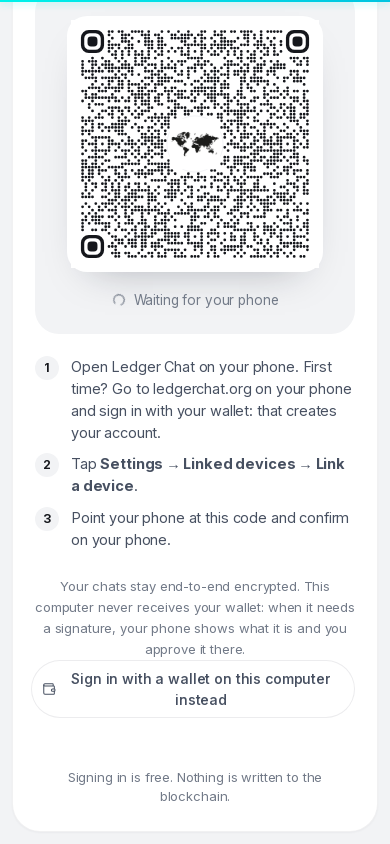 Waiting for your phone
1 Open Ledger Chat on your phone. First
time? Go to ledgerchat.org on your phone
and sign in with your wallet: that creates
your account.
2 Tap Settings → Linked devices → Link
a device.
3 Point your phone at this code and confirm
on your phone.
Your chats stay end-to-end encrypted. This
computer never receives your wallet: when it needs
a signature, your phone shows what it is and you
approve it there.
Sign in with a wallet on this computer
instead
Signing in is free. Nothing is written to the
blockchain.